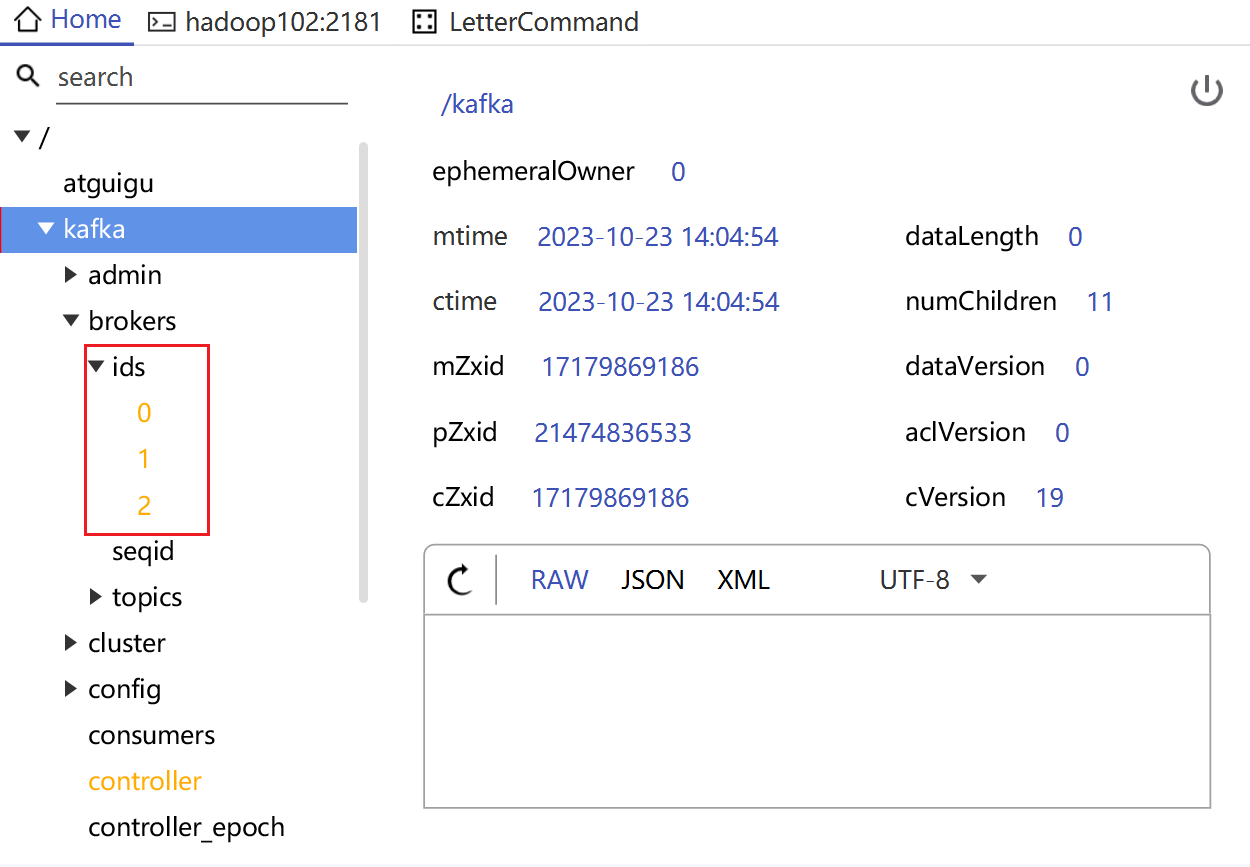 Home hadoop102:2181 LetterCommand
search
/
atguigu
kafka
admin
brokers
ids
0
1
2
seqid
topics
cluster
config
consumers
controller
controller_epoch
/kafka
ephemeralOwner 0
mtime 2023-10-23 14:04:54 dataLength 0
ctime 2023-10-23 14:04:54 numChildren 11
mZxid 17179869186 dataVersion 0
pZxid 21474836533 aclVersion 0
cZxid 17179869186 cVersion 19
RAW JSON XML UTF-8